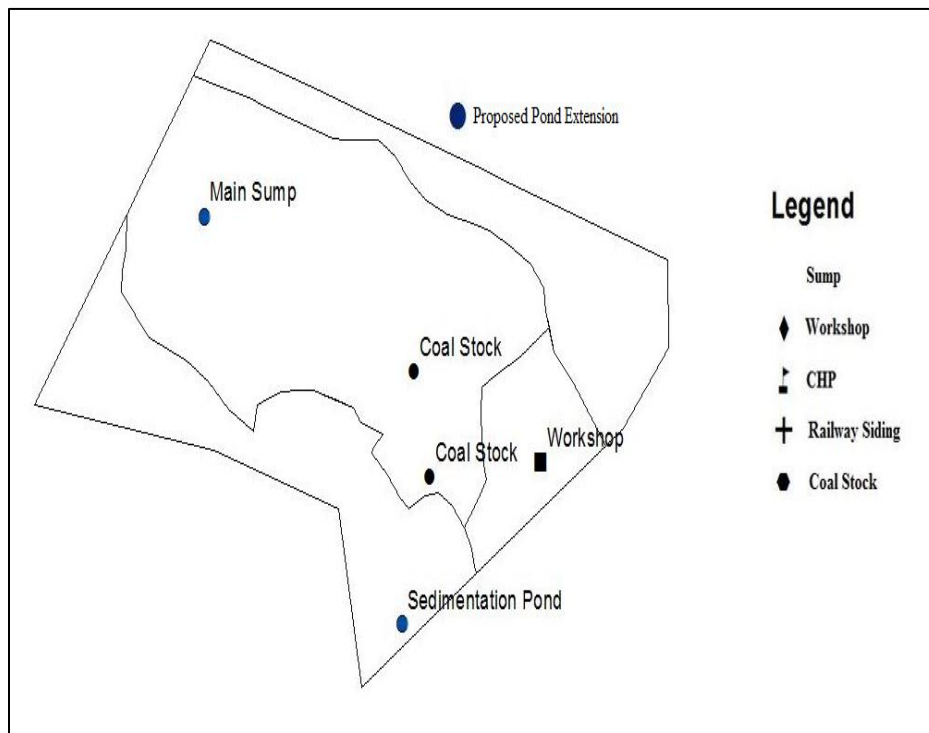 Proposed Pond Extension
Main Sump
Coal Stock
Coal Stock
Workshop
Sedimentation Pond
Legend
Sump
Workshop
CHP
Railway Siding
Coal Stock